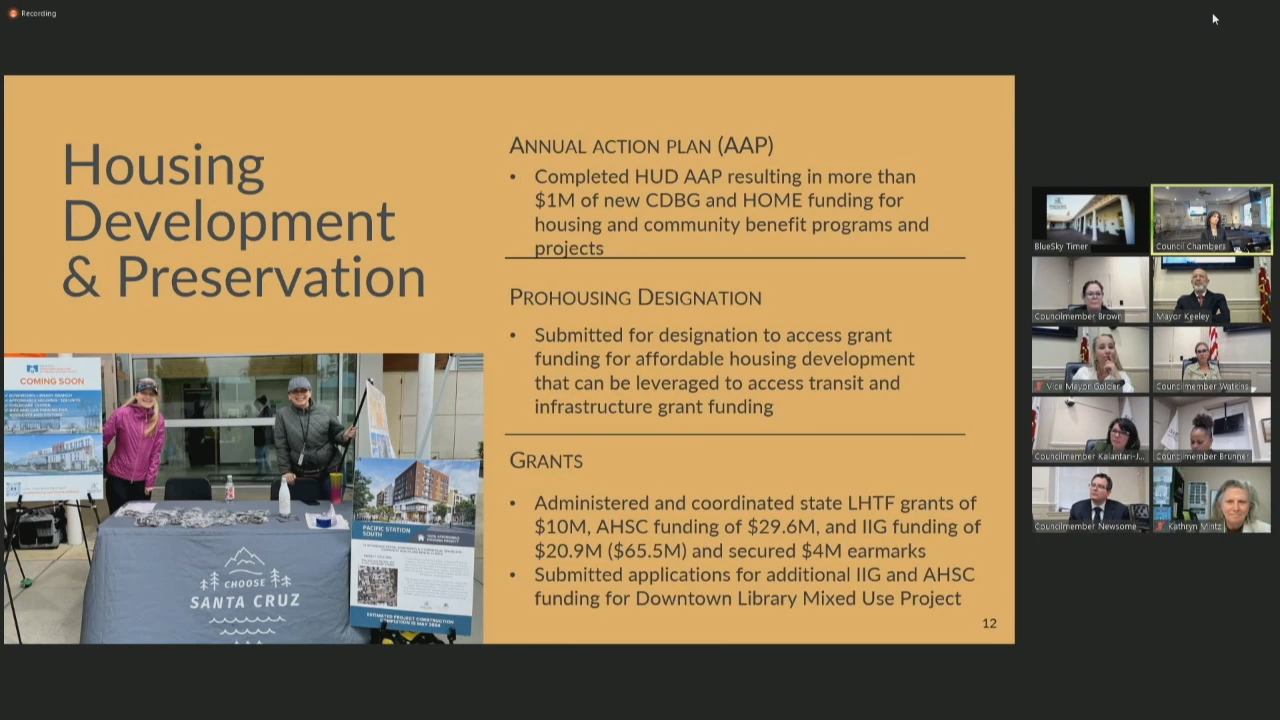 Recording
Housing
Development
& Preservation
ANNUAL ACTION PLAN (AAP)
• Completed HUD AAP resulting in more than
$1M of new CDBG and HOME funding for
housing and community benefit programs and
projects
PROHOUSING DESIGNATION
• Submitted for designation to access grant
funding for affordable housing development
that can be leveraged to access transit and
infrastructure grant funding
GRANTS
• Administered and coordinated state LHTF grants of
$10M, AHSC funding of $29.6M, and IIG funding of
$20.9M ($65.5M) and secured $4M earmarks
• Submitted applications for additional IIG and AHSC
funding for Downtown Library Mixed Use Project
12
COMING SOON
CHOOSE
SANTA CRUZ
PACIFIC STATION
SOUTH
ESTIMATED PROJECT CONSTRUCTION
COMPLETION IS MAY
BlueSky Timer
Council Chambers
Councilmember Brown
Mayor Keeley
Vice Mayor Golder
Councilmember Watkins
Councilmember Kalantari-J...
Councilmember Brunner
Councilmember Newsome
Kathryn Mintz